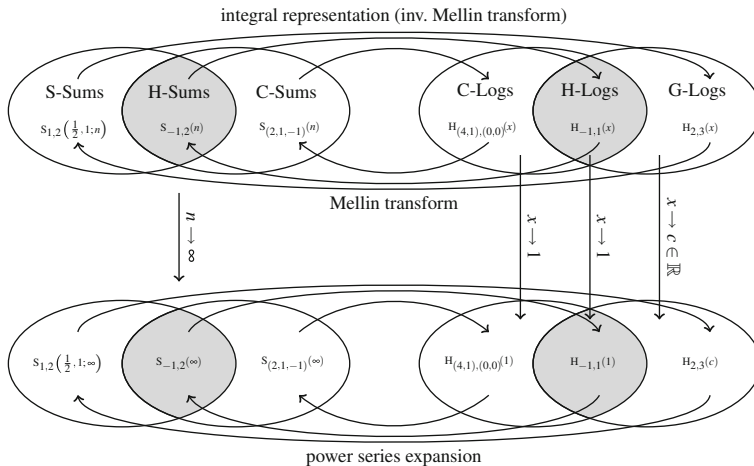 integral representation (inv. Mellin transform)
S-Sums H-Sums C-Sums C-Logs H-Logs G-Logs
S₁,₂(½,1;n) S₋₁,₂(n) S₍₂,₁,₋₁₎(n) H₍₄,₁₎,₍₀,₀₎(x) H₋₁,₁(x) H₂,₃(x)
Mellin transform
n → ∞
x → 1
x → 1
x → c ∈ ℝ
S₁,₂(½,1;∞) S₋₁,₂(∞) S₍₂,₁,₋₁₎(∞) H₍₄,₁₎,₍₀,₀₎(1) H₋₁,₁(1) H₂,₃(c)
power series expansion